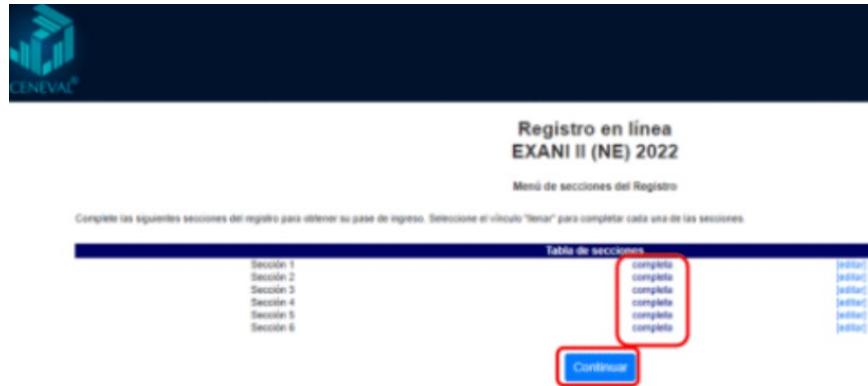 CENEVAL®
Registro en línea
EXANI II (NE) 2022
Menú de secciones del Registro
Complete las siguientes secciones del registro para obtener su pase de ingreso. Seleccione el vínculo "llenar" para completar cada una de las secciones.
Tabla de secciones
Sección 1 completa [editar]
Sección 2 completa [editar]
Sección 3 completa [editar]
Sección 4 completa [editar]
Sección 5 completa [editar]
Sección 6 completa [editar]
Continuar